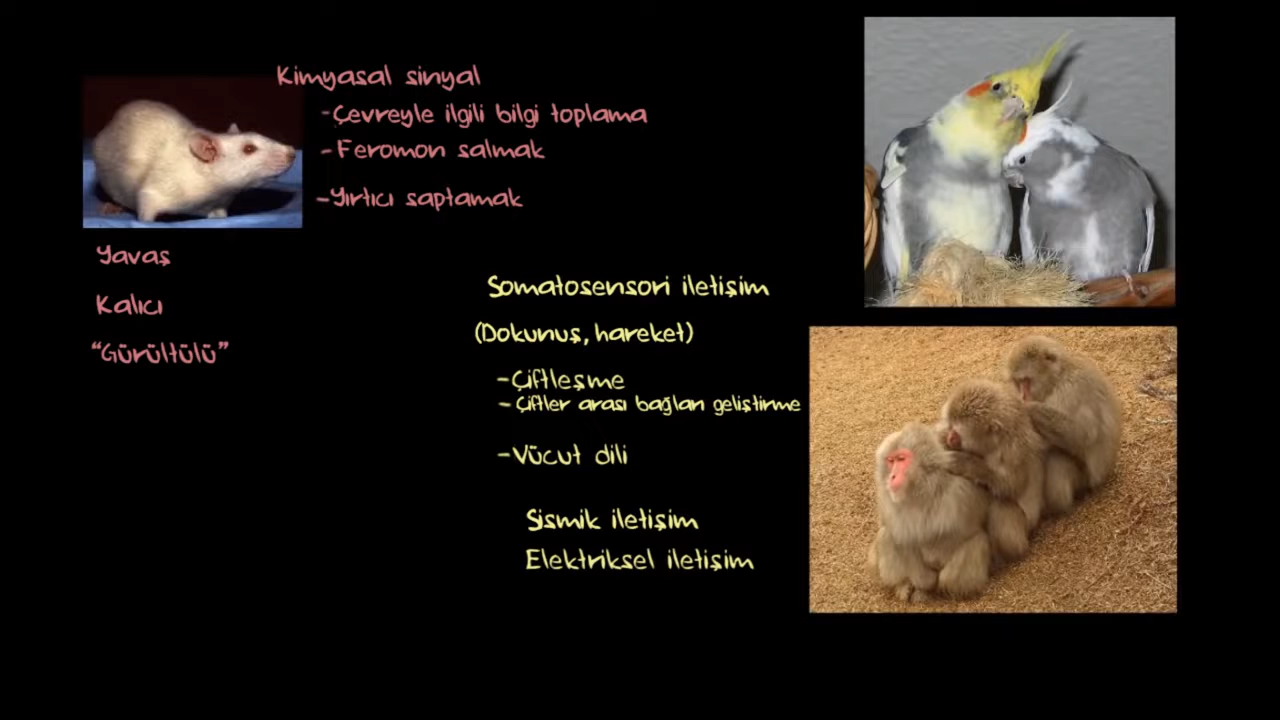 Kimyasal sinyal
-Çevreyle ilgili bilgi toplama
-Feromon salmak
-Yırtıcı saptamak
Yavaş
Kalıcı
"Gürültülü"
Somatosensori iletişim
(Dokunuş, hareket)
-Çiftleşme
- Çiftler arası bağları geliştirme
-Vücut dili
Sismik iletişim
Elektriksel iletişim